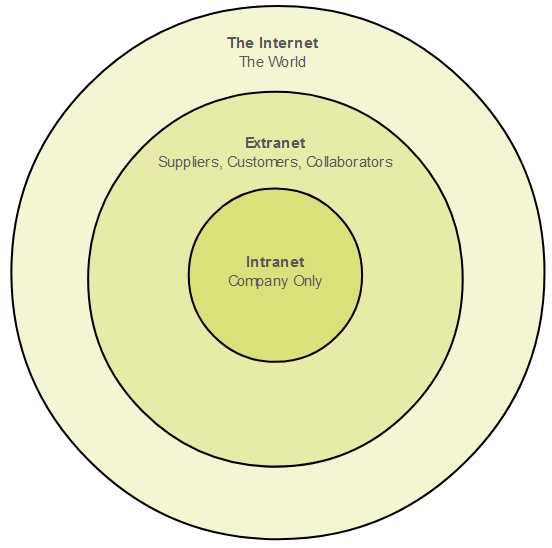 The Internet
The World
Extranet
Suppliers, Customers, Collaborators
Intranet
Company Only